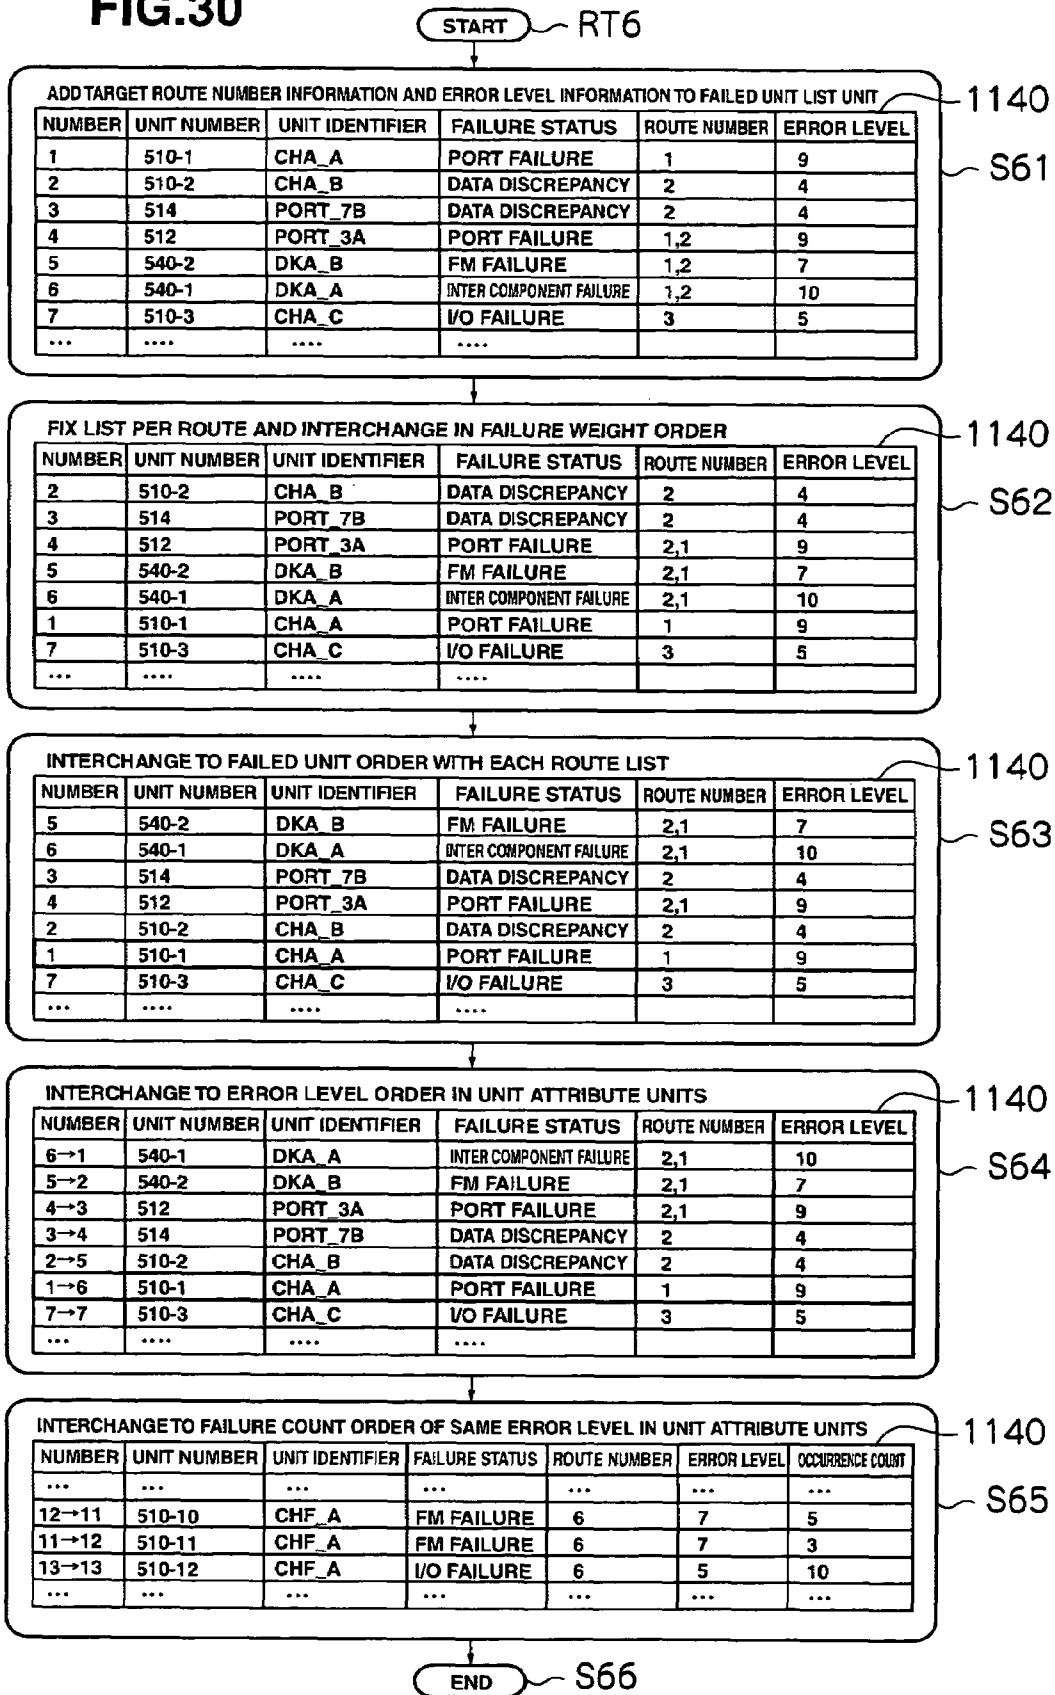 FIG.30
START RT6
ADD TARGET ROUTE NUMBER INFORMATION AND ERROR LEVEL INFORMATION TO FAILED UNIT LIST UNIT 1140
NUMBER UNIT NUMBER UNIT IDENTIFIER FAILURE STATUS ROUTE NUMBER ERROR LEVEL
1 510-1 CHA_A PORT FAILURE 1 9
S61
2 510-2 CHA_B DATA DISCREPANCY 2 4
3 514 PORT_7B DATA DISCREPANCY 2 4
4 512 PORT_3A PORT FAILURE 1,2 9
5 540-2 DKA_B FM FAILURE 1,2 7
6 540-1 DKA_A INTER COMPONENT FAILURE 1,2 10
7 510-3 CHA_C I/O FAILURE 3 5
... .... .... ....
FIX LIST PER ROUTE AND INTERCHANGE IN FAILURE WEIGHT ORDER 1140
NUMBER UNIT NUMBER UNIT IDENTIFIER FAILURE STATUS ROUTE NUMBER ERROR LEVEL
2 510-2 CHA_B DATA DISCREPANCY 2 4
S62
3 514 PORT_7B DATA DISCREPANCY 2 4
4 512 PORT_3A PORT FAILURE 2,1 9
5 540-2 DKA_B FM FAILURE 2,1 7
6 540-1 DKA_A INTER COMPONENT FAILURE 2,1 10
1 510-1 CHA_A PORT FAILURE 1 9
7 510-3 CHA_C I/O FAILURE 3 5
... .... .... ....
INTERCHANGE TO FAILED UNIT ORDER WITH EACH ROUTE LIST 1140
NUMBER UNIT NUMBER UNIT IDENTIFIER FAILURE STATUS ROUTE NUMBER ERROR LEVEL
5 540-2 DKA_B FM FAILURE 2,1 7
S63
6 540-1 DKA_A INTER COMPONENT FAILURE 2,1 10
3 514 PORT_7B DATA DISCREPANCY 2 4
4 512 PORT_3A PORT FAILURE 2,1 9
2 510-2 CHA_B DATA DISCREPANCY 2 4
1 510-1 CHA_A PORT FAILURE 1 9
7 510-3 CHA_C I/O FAILURE 3 5
... .... .... ....
INTERCHANGE TO ERROR LEVEL ORDER IN UNIT ATTRIBUTE UNITS 1140
NUMBER UNIT NUMBER UNIT IDENTIFIER FAILURE STATUS ROUTE NUMBER ERROR LEVEL
6→1 540-1 DKA_A INTER COMPONENT FAILURE 2,1 10
S64
5→2 540-2 DKA_B FM FAILURE 2,1 7
4→3 512 PORT_3A PORT FAILURE 2,1 9
3→4 514 PORT_7B DATA DISCREPANCY 2 4
2→5 510-2 CHA_B DATA DISCREPANCY 2 4
1→6 510-1 CHA_A PORT FAILURE 1 9
7→7 510-3 CHA_C I/O FAILURE 3 5
... .... .... ....
INTERCHANGE TO FAILURE COUNT ORDER OF SAME ERROR LEVEL IN UNIT ATTRIBUTE UNITS 1140
NUMBER UNIT NUMBER UNIT IDENTIFIER FAILURE STATUS ROUTE NUMBER ERROR LEVEL OCCURRENCE COUNT
... ... ... ... ... ... ...
S65
12→11 510-10 CHF_A FM FAILURE 6 7 5
11→12 510-11 CHF_A FM FAILURE 6 7 3
13→13 510-12 CHF_A I/O FAILURE 6 5 10
... ... ... ... ... ... ...
END S66